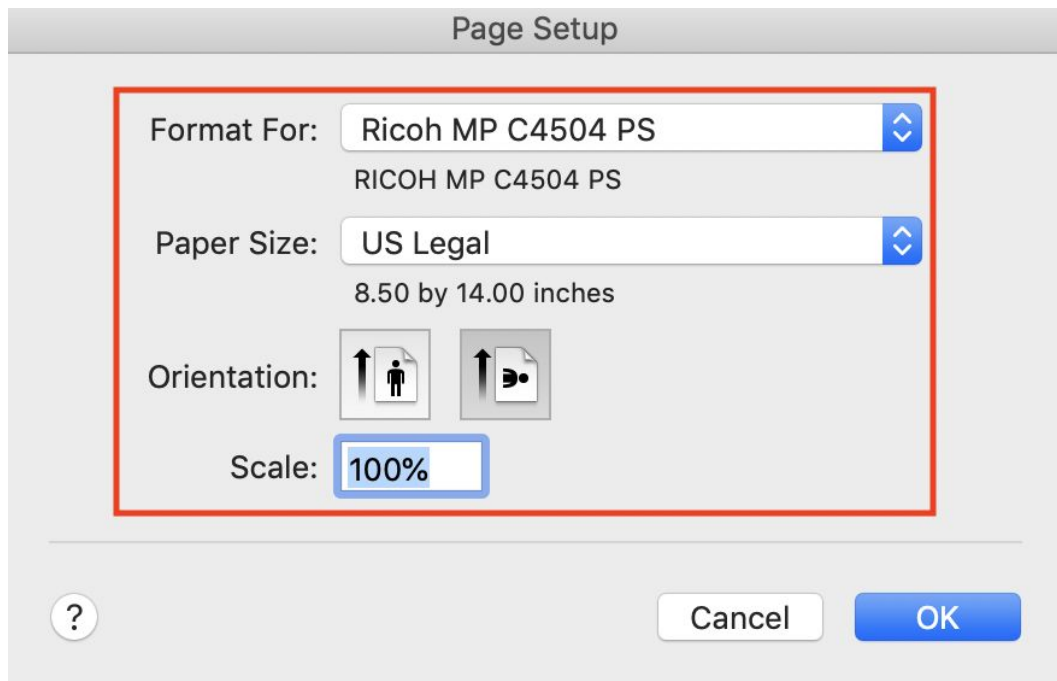 Page Setup
Format For: Ricoh MP C4504 PS
RICOH MP C4504 PS
Paper Size: US Legal
8.50 by 14.00 inches
Orientation:
Scale: 100%
? Cancel OK